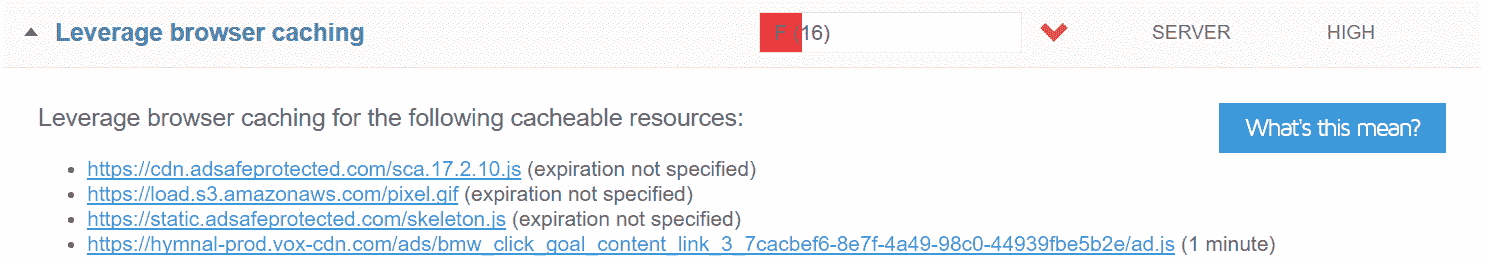 Leverage browser caching F (16) SERVER HIGH
Leverage browser caching for the following cacheable resources:
What's this mean?
https://cdn.adsafeprotected.com/sca.17.2.10.js (expiration not specified)
https://load.s3.amazonaws.com/pixel.gif (expiration not specified)
https://static.adsafeprotected.com/skeleton.js (expiration not specified)
https://hymnal-prod.vox-cdn.com/ads/bmw_click_goal_content_link_3_7cacbef6-8e7f-4a49-98c0-44939fbe5b2e/ad.js (1 minute)